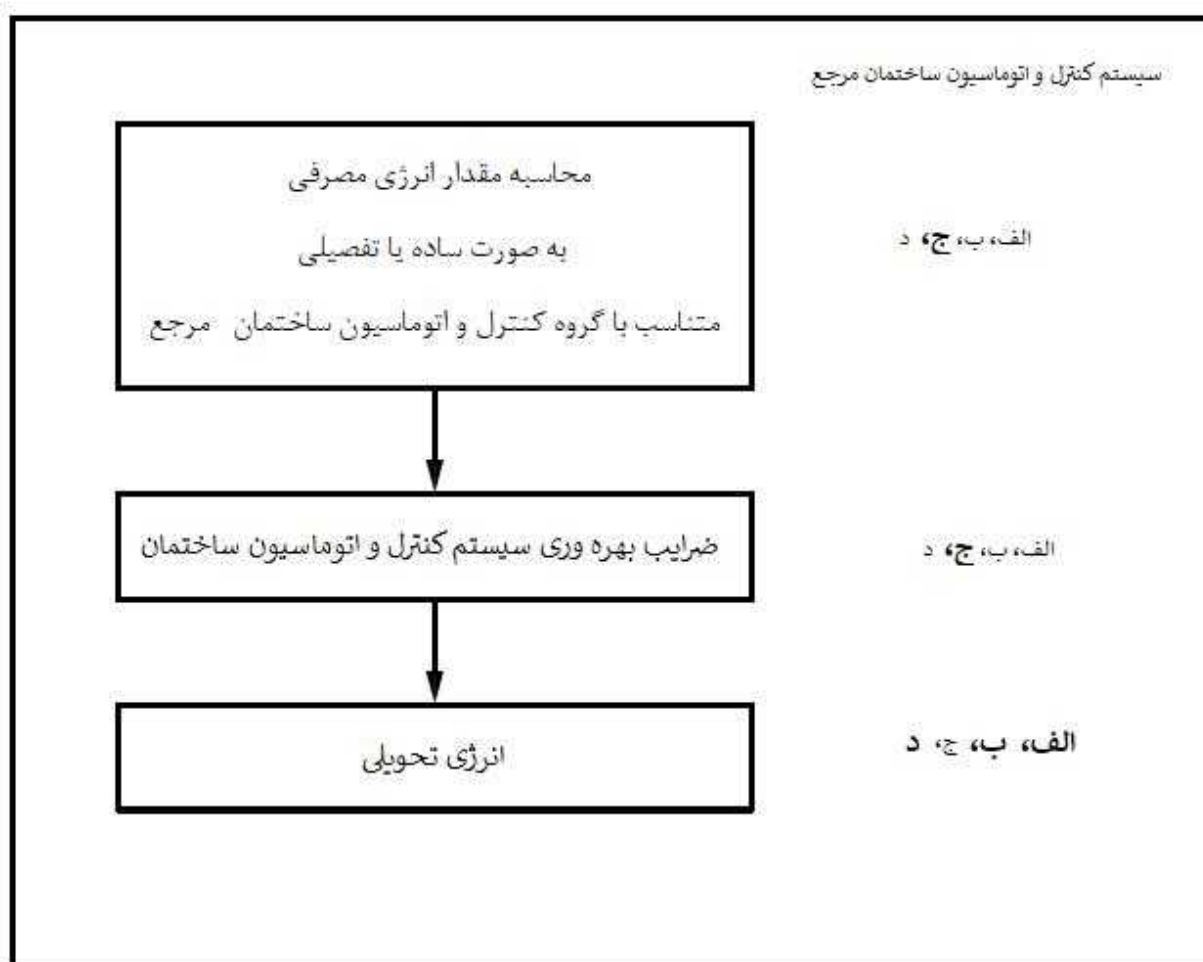 سیستم کنترل و اتوماسیون ساختمان مرجع
محاسبه مقدار انرژی مصرفی
به صورت ساده یا تفصیلی
متناسب با گروه کنترل و اتوماسیون ساختمان مرجع
الف، ب، ج، د
ضرایب بهره وری سیستم کنترل و اتوماسیون ساختمان
الف، ب، ج، د
انرژی تحویلی
الف، ب، ج، د